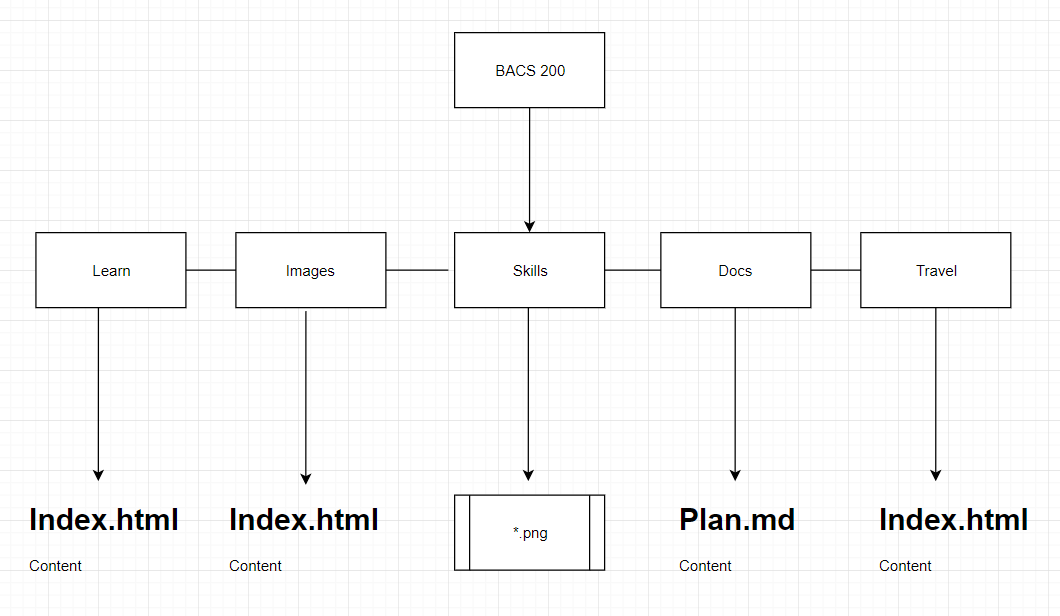 BACS 200
Learn
Images
Skills
Docs
Travel
Index.html
Content
Index.html
Content
*.png
Plan.md
Content
Index.html
Content